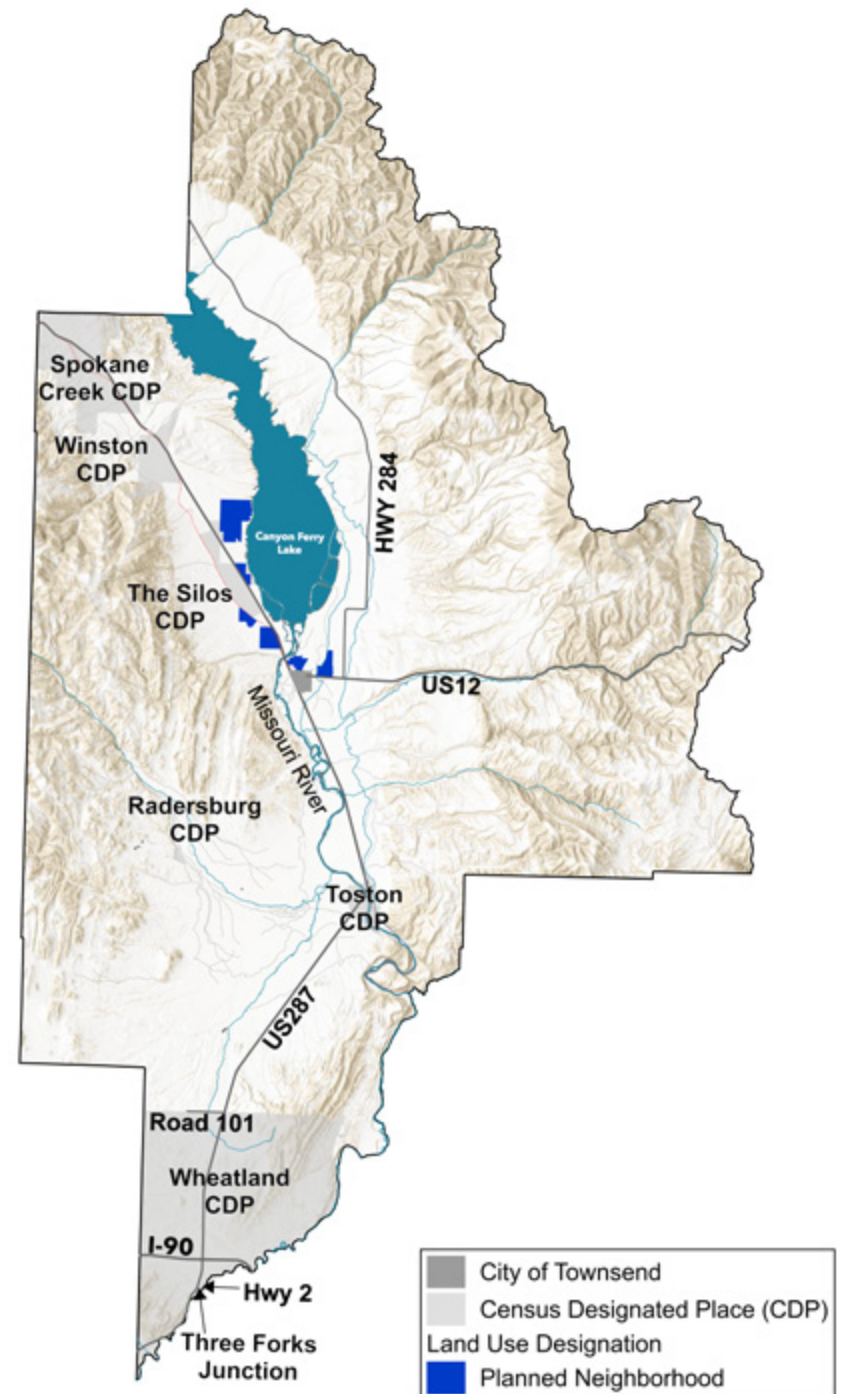 Spokane
Creek CDP
Winston
CDP
HWY 284
Canyon Ferry
Lake
The Silos
CDP
US12
Missouri River
Radersburg
CDP
Toston
CDP
US287
Road 101
Wheatland
CDP
I-90
Hwy 2
Three Forks
Junction
City of Townsend
Census Designated Place (CDP)
Land Use Designation
Planned Neighborhood